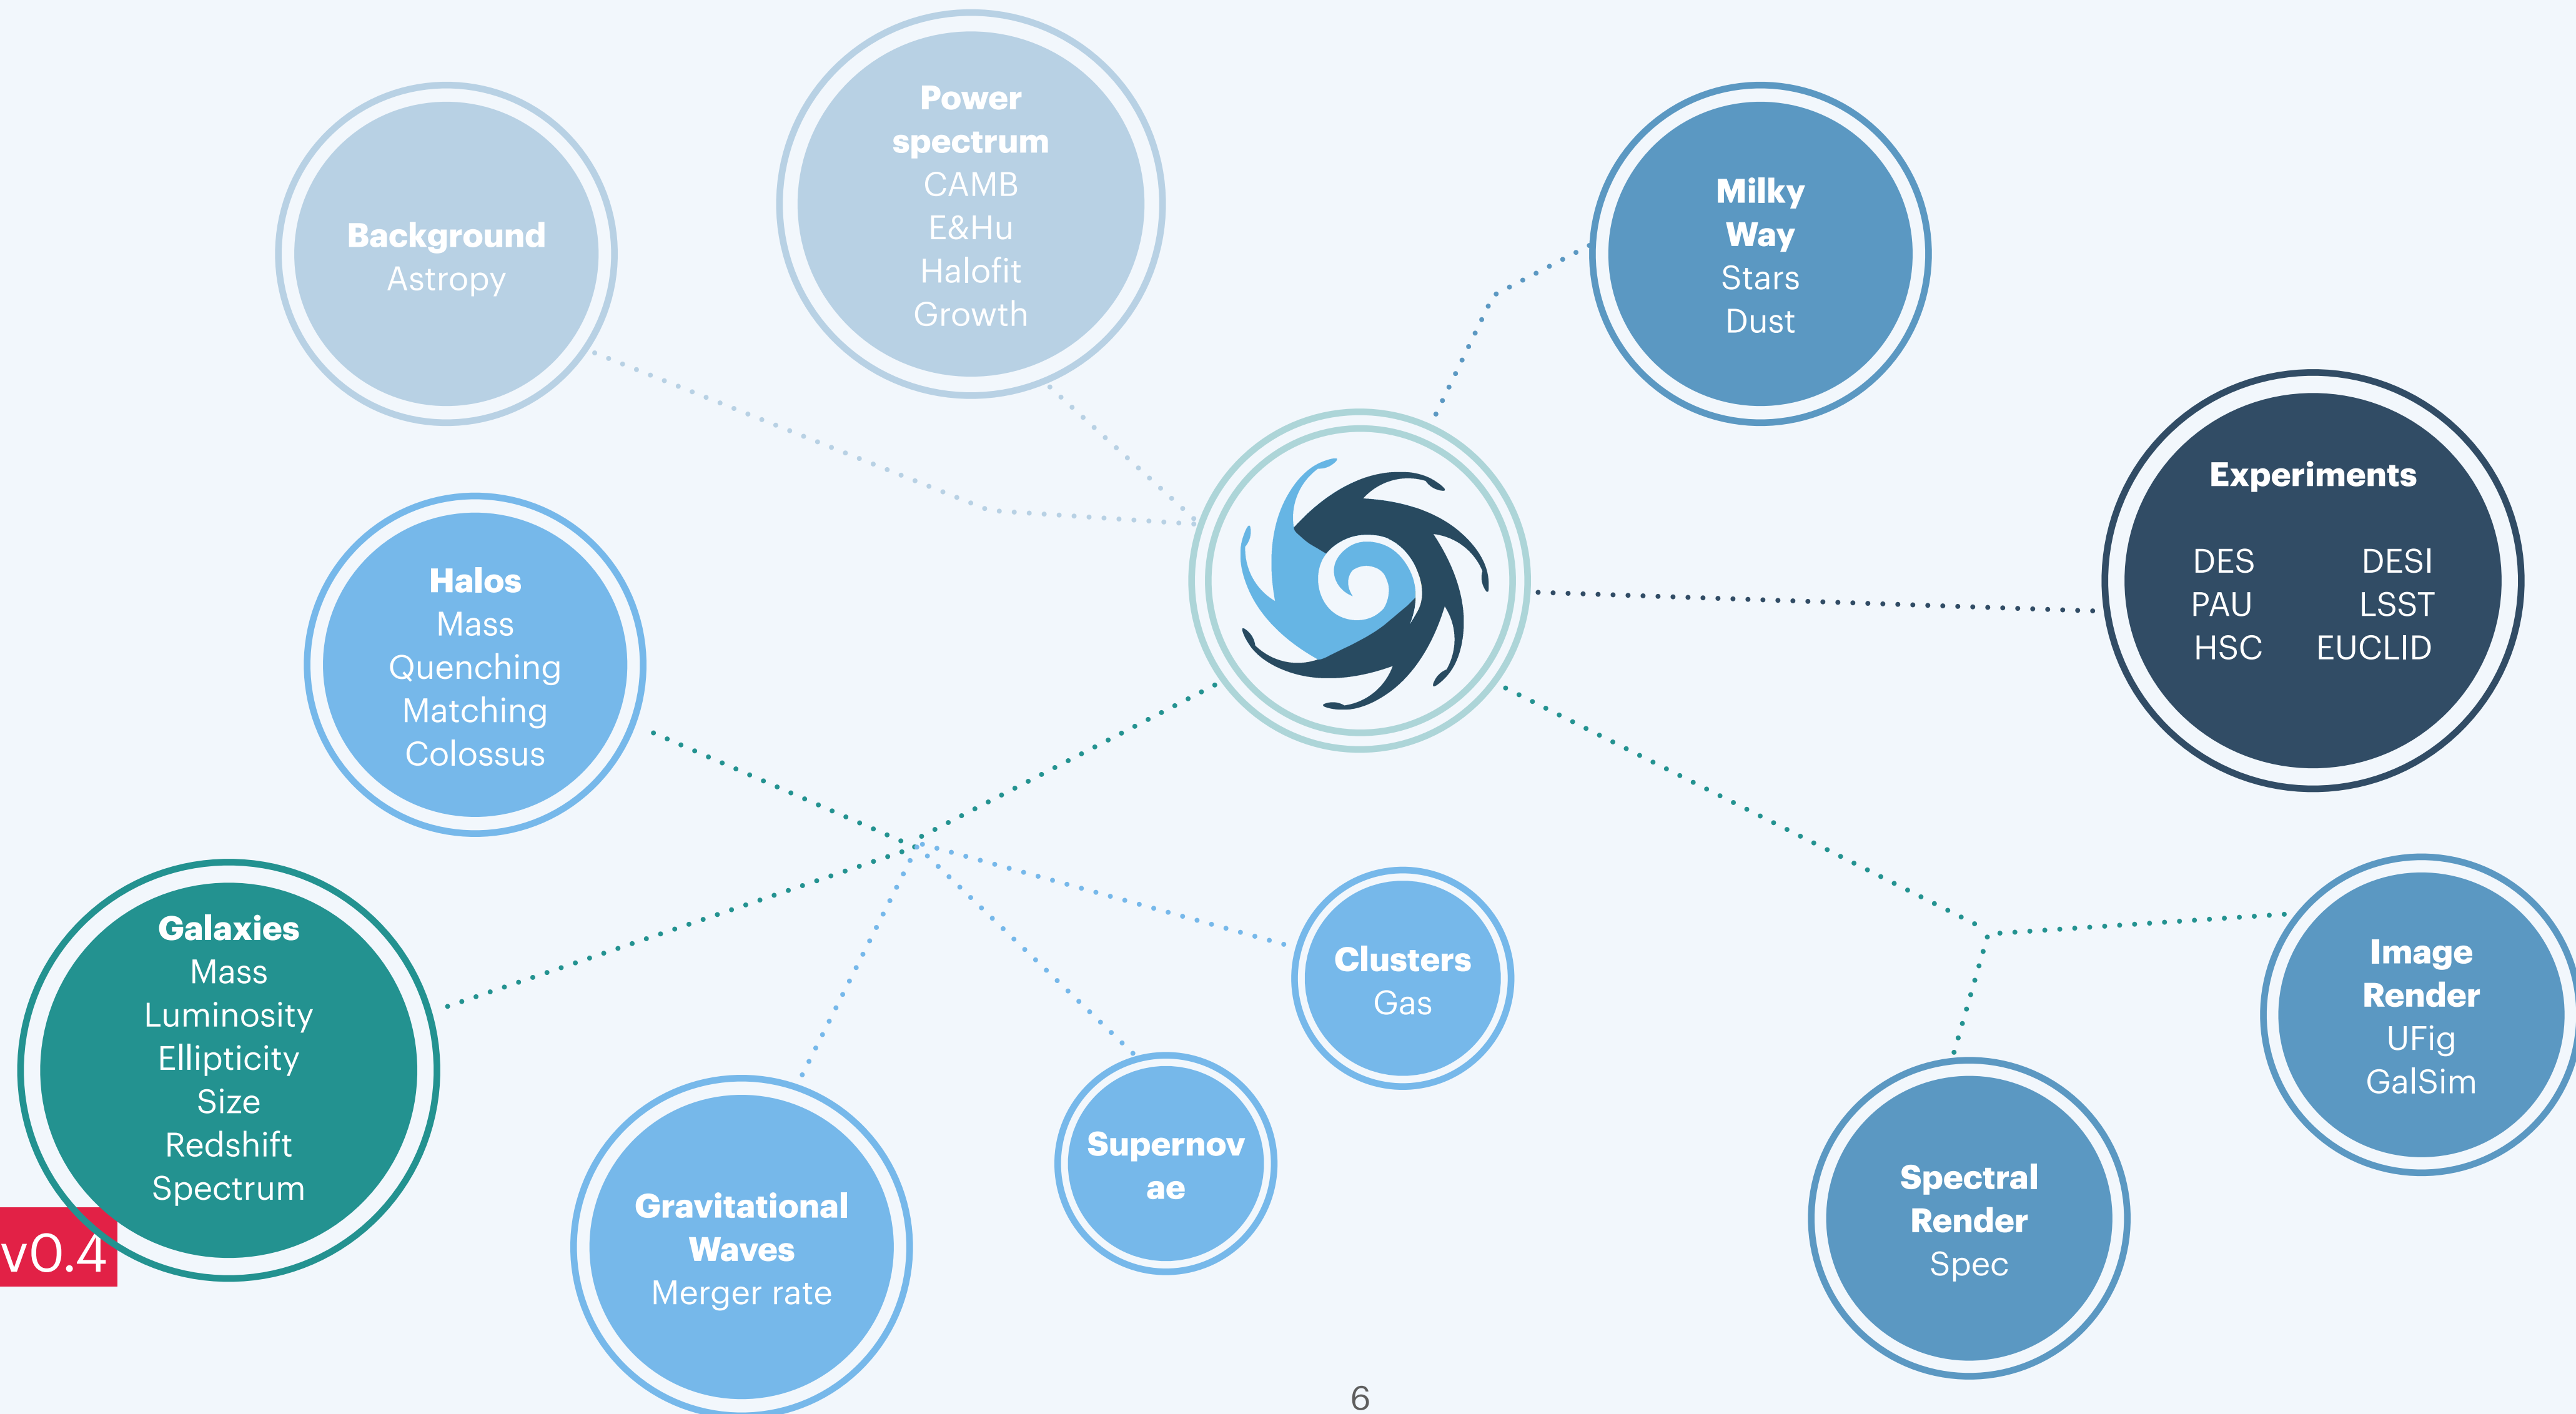 Background
Astropy
Power
spectrum
CAMB
E&Hu
Halofit
Growth
Milky
Way
Stars
Dust
Experiments
DES DESI
PAU LSST
HSC EUCLID
Halos
Mass
Quenching
Matching
Colossus
Galaxies
Mass
Luminosity
Ellipticity
Size
Redshift
Spectrum
v0.4
Gravitational
Waves
Merger rate
Supernov
ae
Clusters
Gas
Spectral
Render
Spec
Image
Render
UFig
GalSim
6